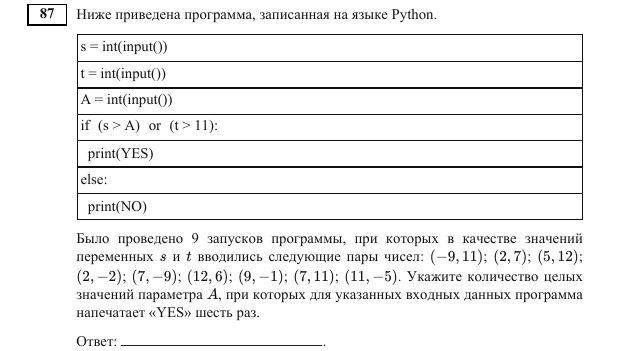 87 Ниже приведена программа, записанная на языке Python.
s = int(input())
t = int(input())
A = int(input())
if (s > A) or (t > 11):
print(YES)
else:
print(NO)
Было проведено 9 запусков программы, при которых в качестве значений
переменных s и t вводились следующие пары чисел: (−9, 11); (2, 7); (5, 12);
(2, −2); (7, −9); (12, 6); (9, −1); (7, 11); (11, −5). Укажите количество целых
значений параметра A, при которых для указанных входных данных программа
напечатает «YES» шесть раз.
Ответ: ____________________.